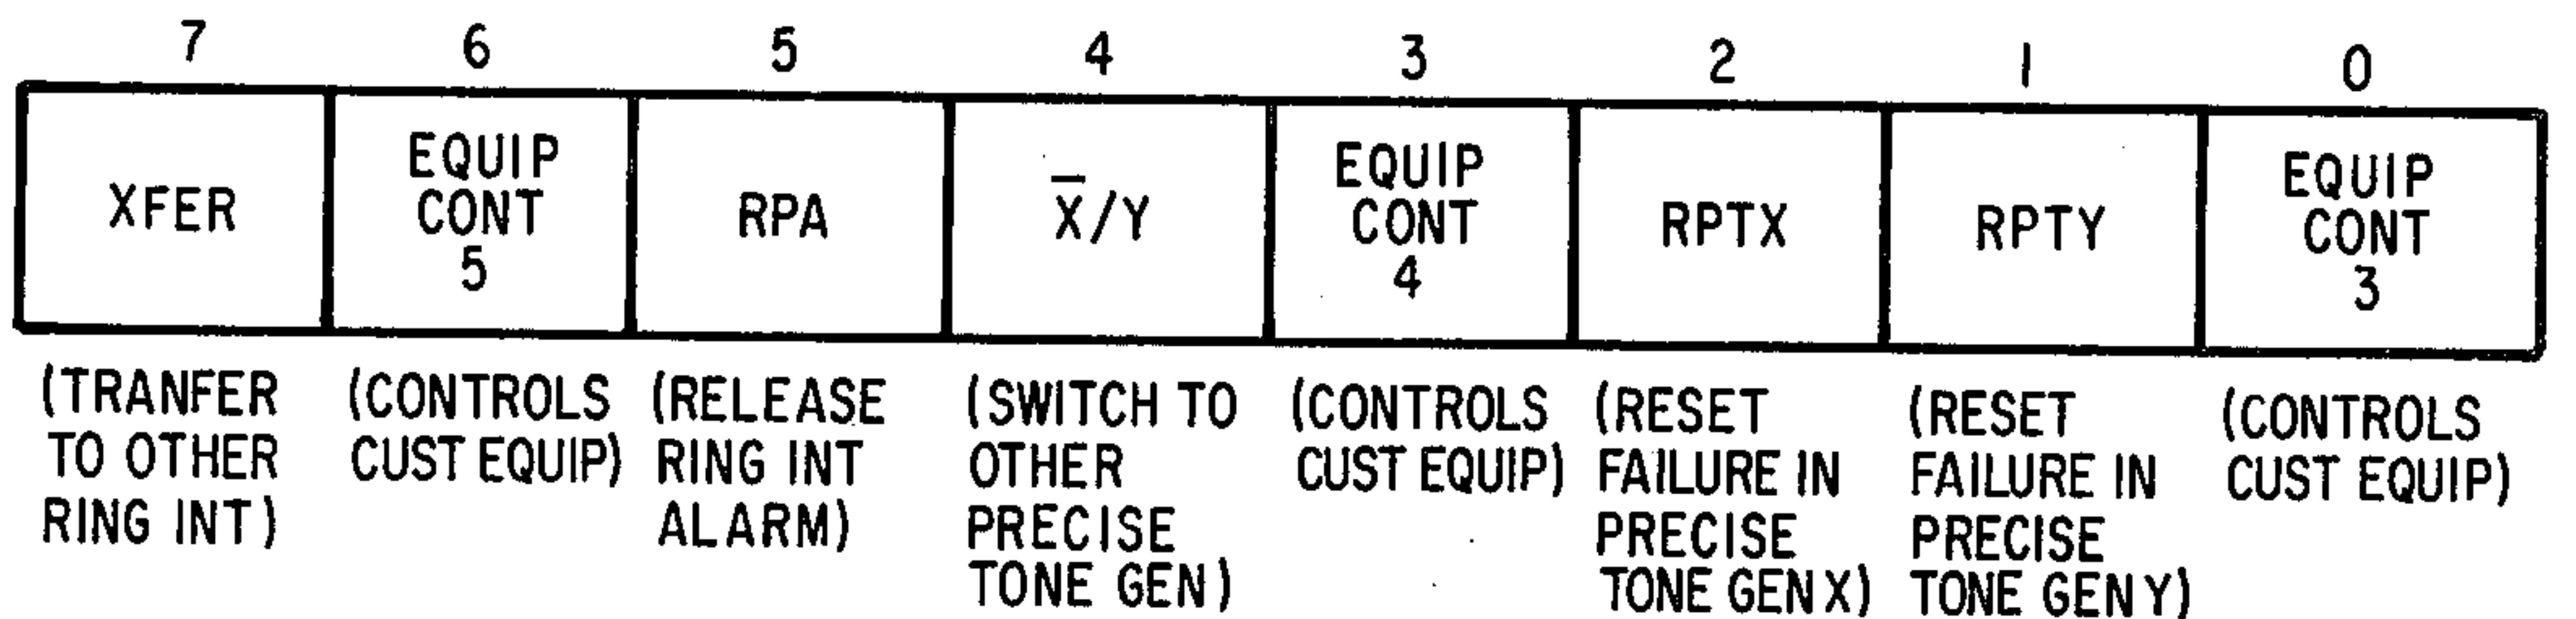 7 6 5 4 3 2 1 0
XFER
EQUIP
CONT
5
RPA
X̅/Y
EQUIP
CONT
4
RPTX
RPTY
EQUIP
CONT
3
(TRANFER
TO OTHER
RING INT)
(CONTROLS
CUST EQUIP)
(RELEASE
RING INT
ALARM)
(SWITCH TO
OTHER
PRECISE
TONE GEN)
(CONTROLS
CUST EQUIP)
(RESET
FAILURE IN
PRECISE
TONE GEN X)
(RESET
FAILURE IN
PRECISE
TONE GEN Y)
(CONTROLS
CUST EQUIP)